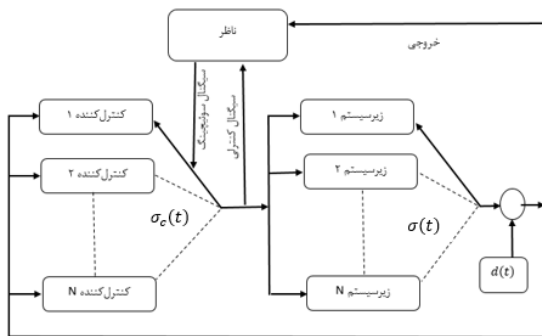 ناظر
خروجی
سیگنال سوئیچینگ
سیگنال کنترلی
کنترل‌کننده ۱
زیرسیستم ۱
کنترل‌کننده ۲
زیرسیستم ۲
σc(t)
σ(t)
d(t)
کنترل‌کننده N
زیرسیستم N